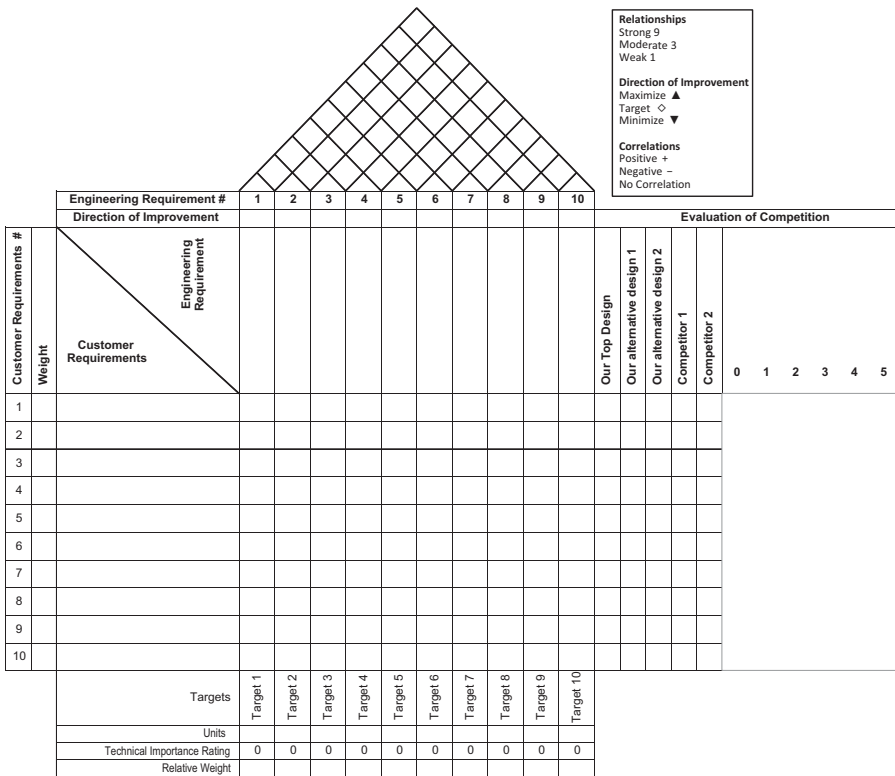 Relationships
Strong 9
Moderate 3
Weak 1
Direction of Improvement
Maximize ▲
Target ◇
Minimize ▼
Correlations
Positive +
Negative −
No Correlation
Engineering Requirement # 1 2 3 4 5 6 7 8 9 10
Direction of Improvement
Evaluation of Competition
Customer Requirements #
Weight
Engineering
Requirement
Customer
Requirements
Our Top Design
Our alternative design 1
Our alternative design 2
Competitor 1
Competitor 2
0 1 2 3 4 5
1
2
3
4
5
6
7
8
9
10
Targets
Target 1
Target 2
Target 3
Target 4
Target 5
Target 6
Target 7
Target 8
Target 9
Target 10
Units
Technical Importance Rating 0 0 0 0 0 0 0 0 0 0
Relative Weight